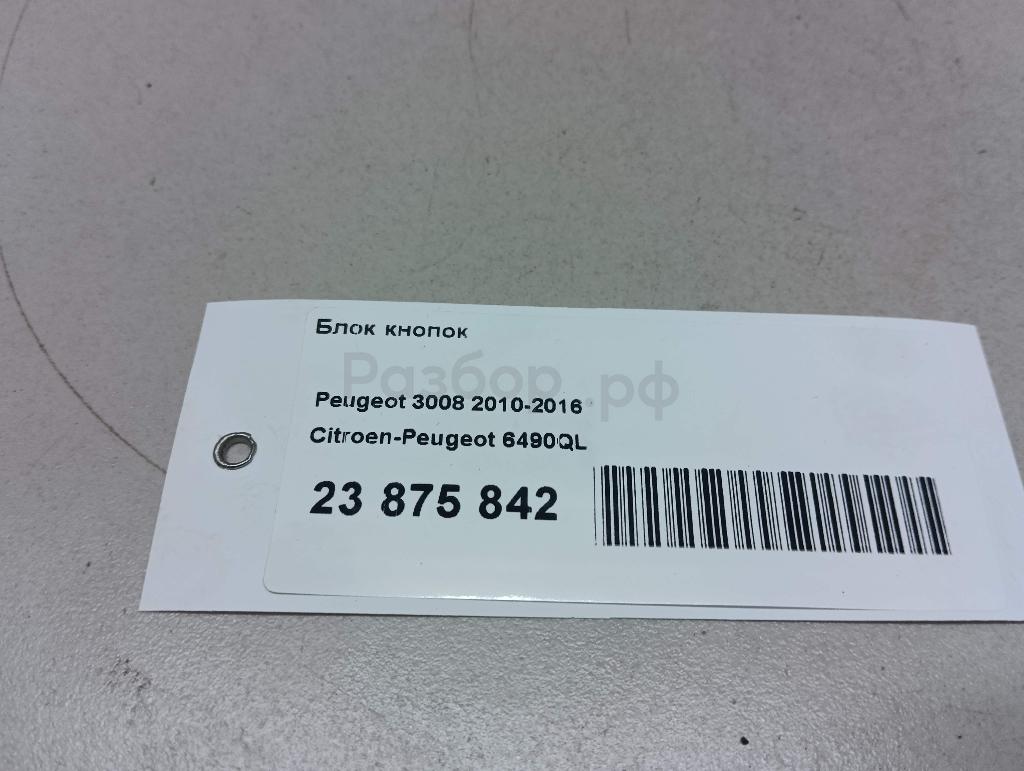 Блок кнопок
Разбор.рф
Peugeot 3008 2010-2016
Citroen-Peugeot 6490QL
23 875 842